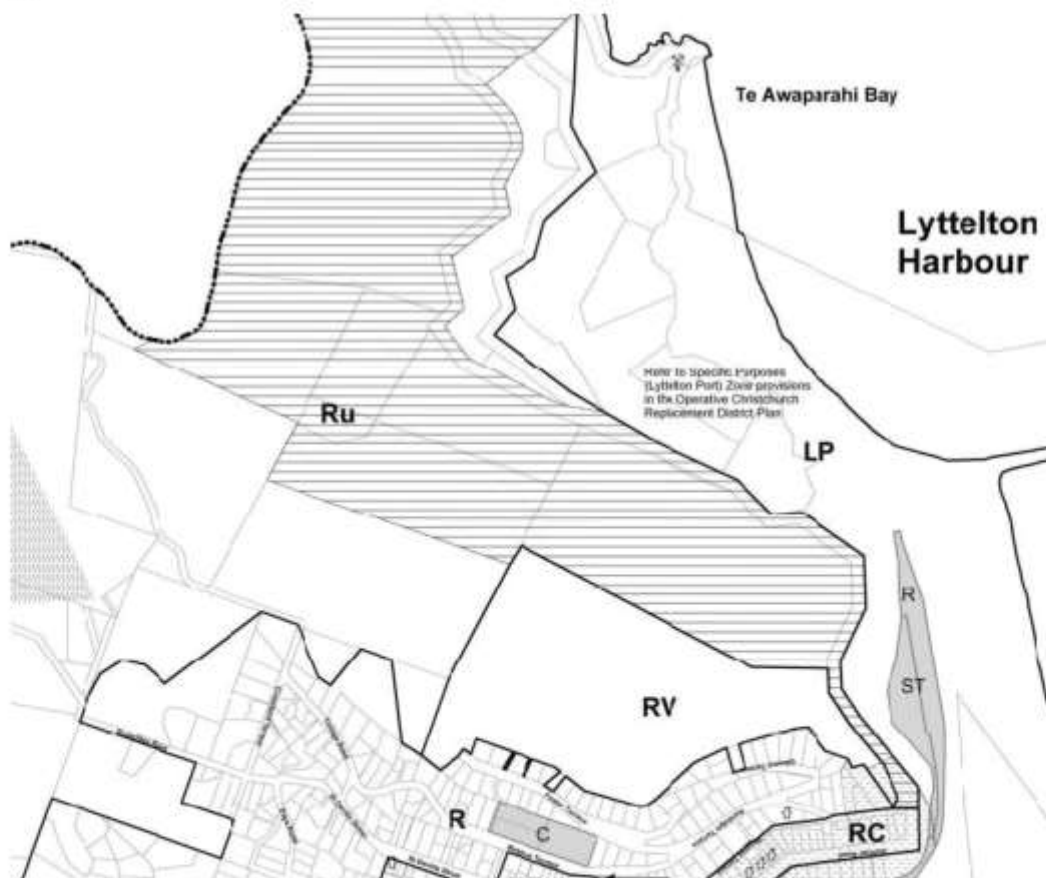 Te Awaparahi Bay
Lyttelton
Harbour
Refer to Specific Purposes
(Lyttelton Port) Zone provisions
in the Operative Christchurch
Replacement District Plan
Ru
LP
R
ST
RV
R
C
RC